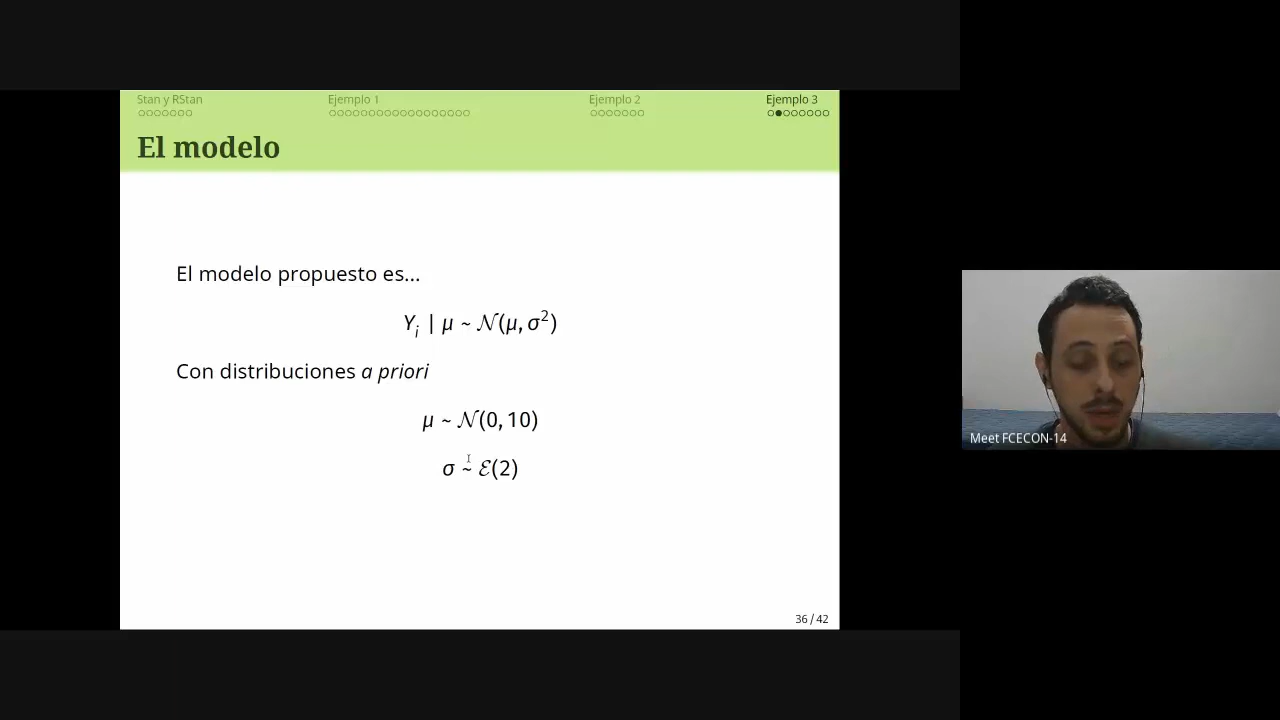 Stan y RStan Ejemplo 1 Ejemplo 2 Ejemplo 3
El modelo
El modelo propuesto es...
Yᵢ | μ ~ 𝒩(μ, σ²)
Con distribuciones a priori
μ ~ 𝒩(0, 10)
σ ~ ℰ(2)
36 / 42
Meet FCECON-14